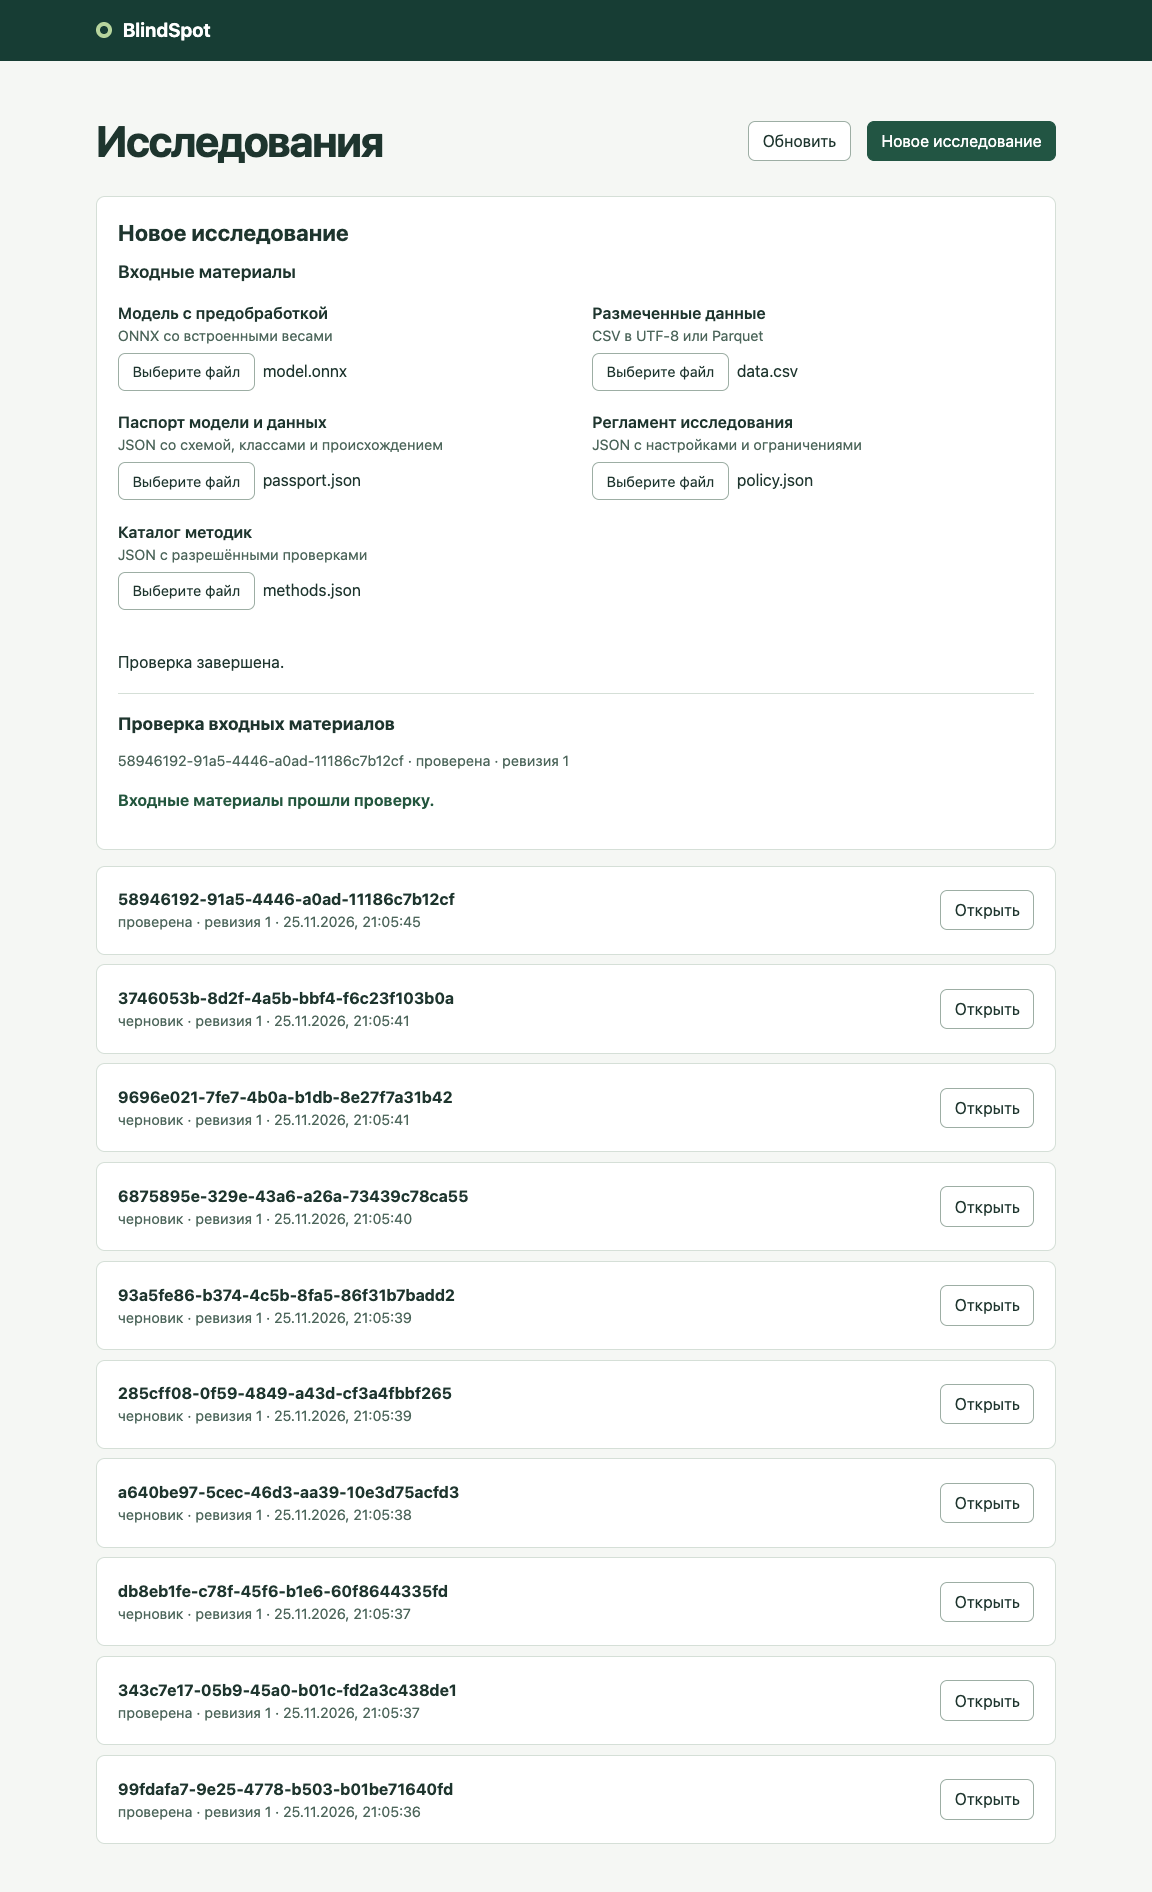 BlindSpot
Исследования
Обновить
Новое исследование
Новое исследование
Входные материалы
Модель с предобработкой
ONNX со встроенными весами
Выберите файл model.onnx
Размеченные данные
CSV в UTF-8 или Parquet
Выберите файл data.csv
Паспорт модели и данных
JSON со схемой, классами и происхождением
Выберите файл passport.json
Регламент исследования
JSON с настройками и ограничениями
Выберите файл policy.json
Каталог методик
JSON с разрешёнными проверками
Выберите файл methods.json
Проверка завершена.
Проверка входных материалов
58946192-91a5-4446-a0ad-11186c7b12cf · проверена · ревизия 1
Входные материалы прошли проверку.
58946192-91a5-4446-a0ad-11186c7b12cf
проверена · ревизия 1 · 25.11.2026, 21:05:45
Открыть
3746053b-8d2f-4a5b-bbf4-f6c23f103b0a
черновик · ревизия 1 · 25.11.2026, 21:05:41
Открыть
9696e021-7fe7-4b0a-b1db-8e27f7a31b42
черновик · ревизия 1 · 25.11.2026, 21:05:41
Открыть
6875895e-329e-43a6-a26a-73439c78ca55
черновик · ревизия 1 · 25.11.2026, 21:05:40
Открыть
93a5fe86-b374-4c5b-8fa5-86f31b7badd2
черновик · ревизия 1 · 25.11.2026, 21:05:39
Открыть
285cff08-0f59-4849-a43d-cf3a4fbbf265
черновик · ревизия 1 · 25.11.2026, 21:05:39
Открыть
a640be97-5cec-46d3-aa39-10e3d75acfd3
черновик · ревизия 1 · 25.11.2026, 21:05:38
Открыть
db8eb1fe-c78f-45f6-b1e6-60f8644335fd
черновик · ревизия 1 · 25.11.2026, 21:05:37
Открыть
343c7e17-05b9-45a0-b01c-fd2a3c438de1
проверена · ревизия 1 · 25.11.2026, 21:05:37
Открыть
99fdafa7-9e25-4778-b503-b01be71640fd
проверена · ревизия 1 · 25.11.2026, 21:05:36
Открыть